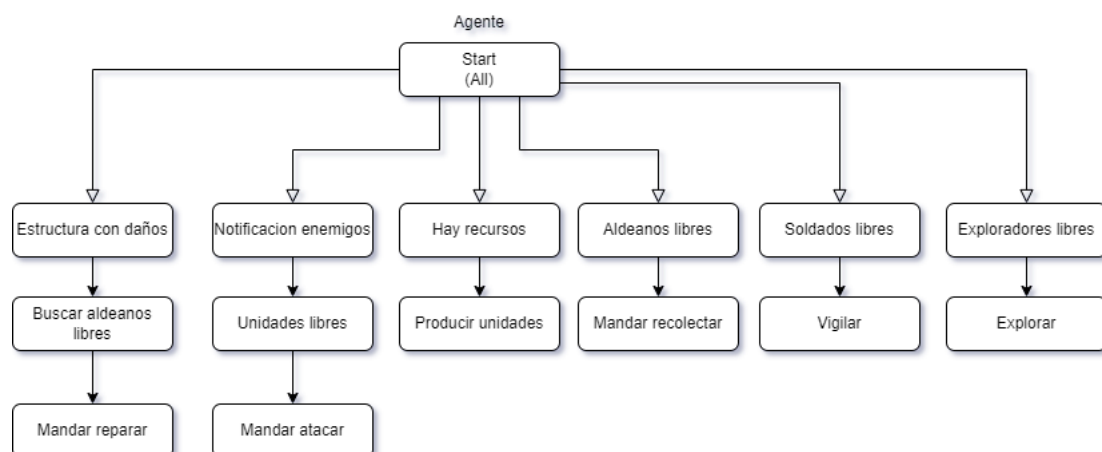 Agente
Start
(All)
Estructura con daños
Notificacion enemigos
Hay recursos
Aldeanos libres
Soldados libres
Exploradores libres
Buscar aldeanos
libres
Unidades libres
Producir unidades
Mandar recolectar
Vigilar
Explorar
Mandar reparar
Mandar atacar